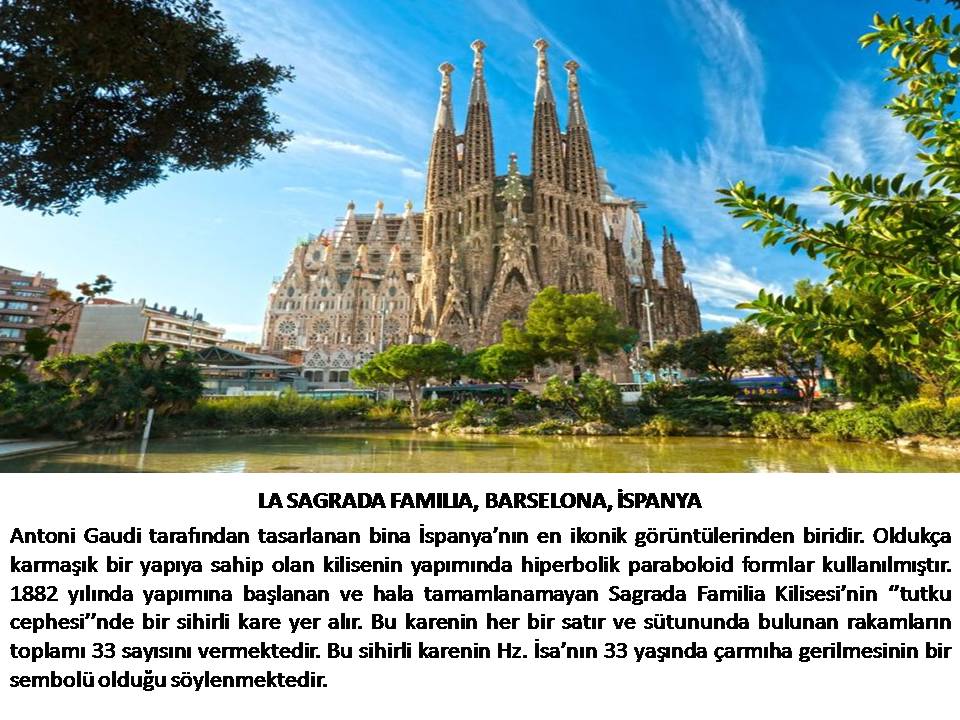 LA SAGRADA FAMILIA, BARSELONA, İSPANYA
Antoni Gaudi tarafından tasarlanan bina İspanya’nın en ikonik görüntülerinden biridir. Oldukça
karmaşık bir yapıya sahip olan kilisenin yapımında hiperbolik paraboloid formlar kullanılmıştır.
1882 yılında yapımına başlanan ve hala tamamlanamayan Sagrada Familia Kilisesi’nin ‘’tutku
cephesi’’nde bir sihirli kare yer alır. Bu karenin her bir satır ve sütununda bulunan rakamların
toplamı 33 sayısını vermektedir. Bu sihirli karenin Hz. İsa’nın 33 yaşında çarmıha gerilmesinin bir
sembolü olduğu söylenmektedir.